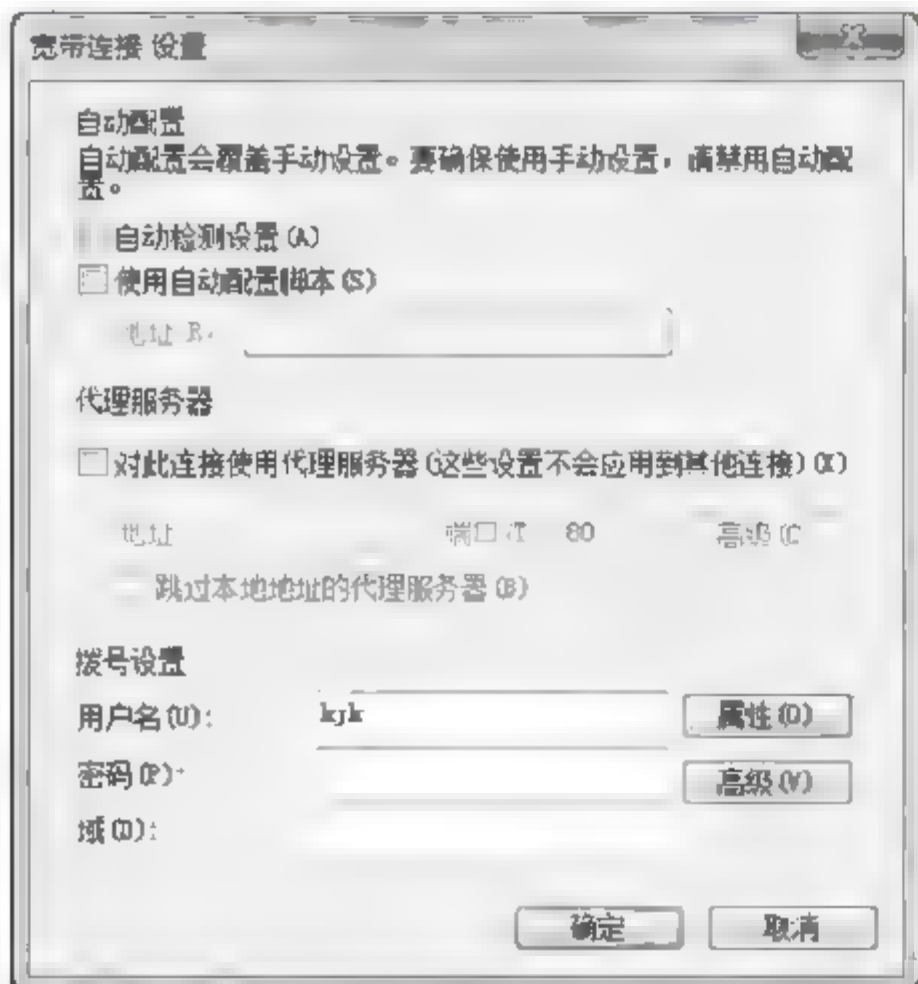 宽带连接 设置
自动配置
自动配置会覆盖手动设置。要确保使用手动设置，请禁用自动配
置。
自动检测设置(A)
使用自动配置脚本(S)
地址 R
代理服务器
对此连接使用代理服务器(这些设置不会应用到其他连接)(X)
地址 端口 T 80 高级(C
跳过本地地址的代理服务器(B)
拨号设置
用户名(U): kjk 属性(O)
密码(P): 高级(V)
域(D):
确定 取消